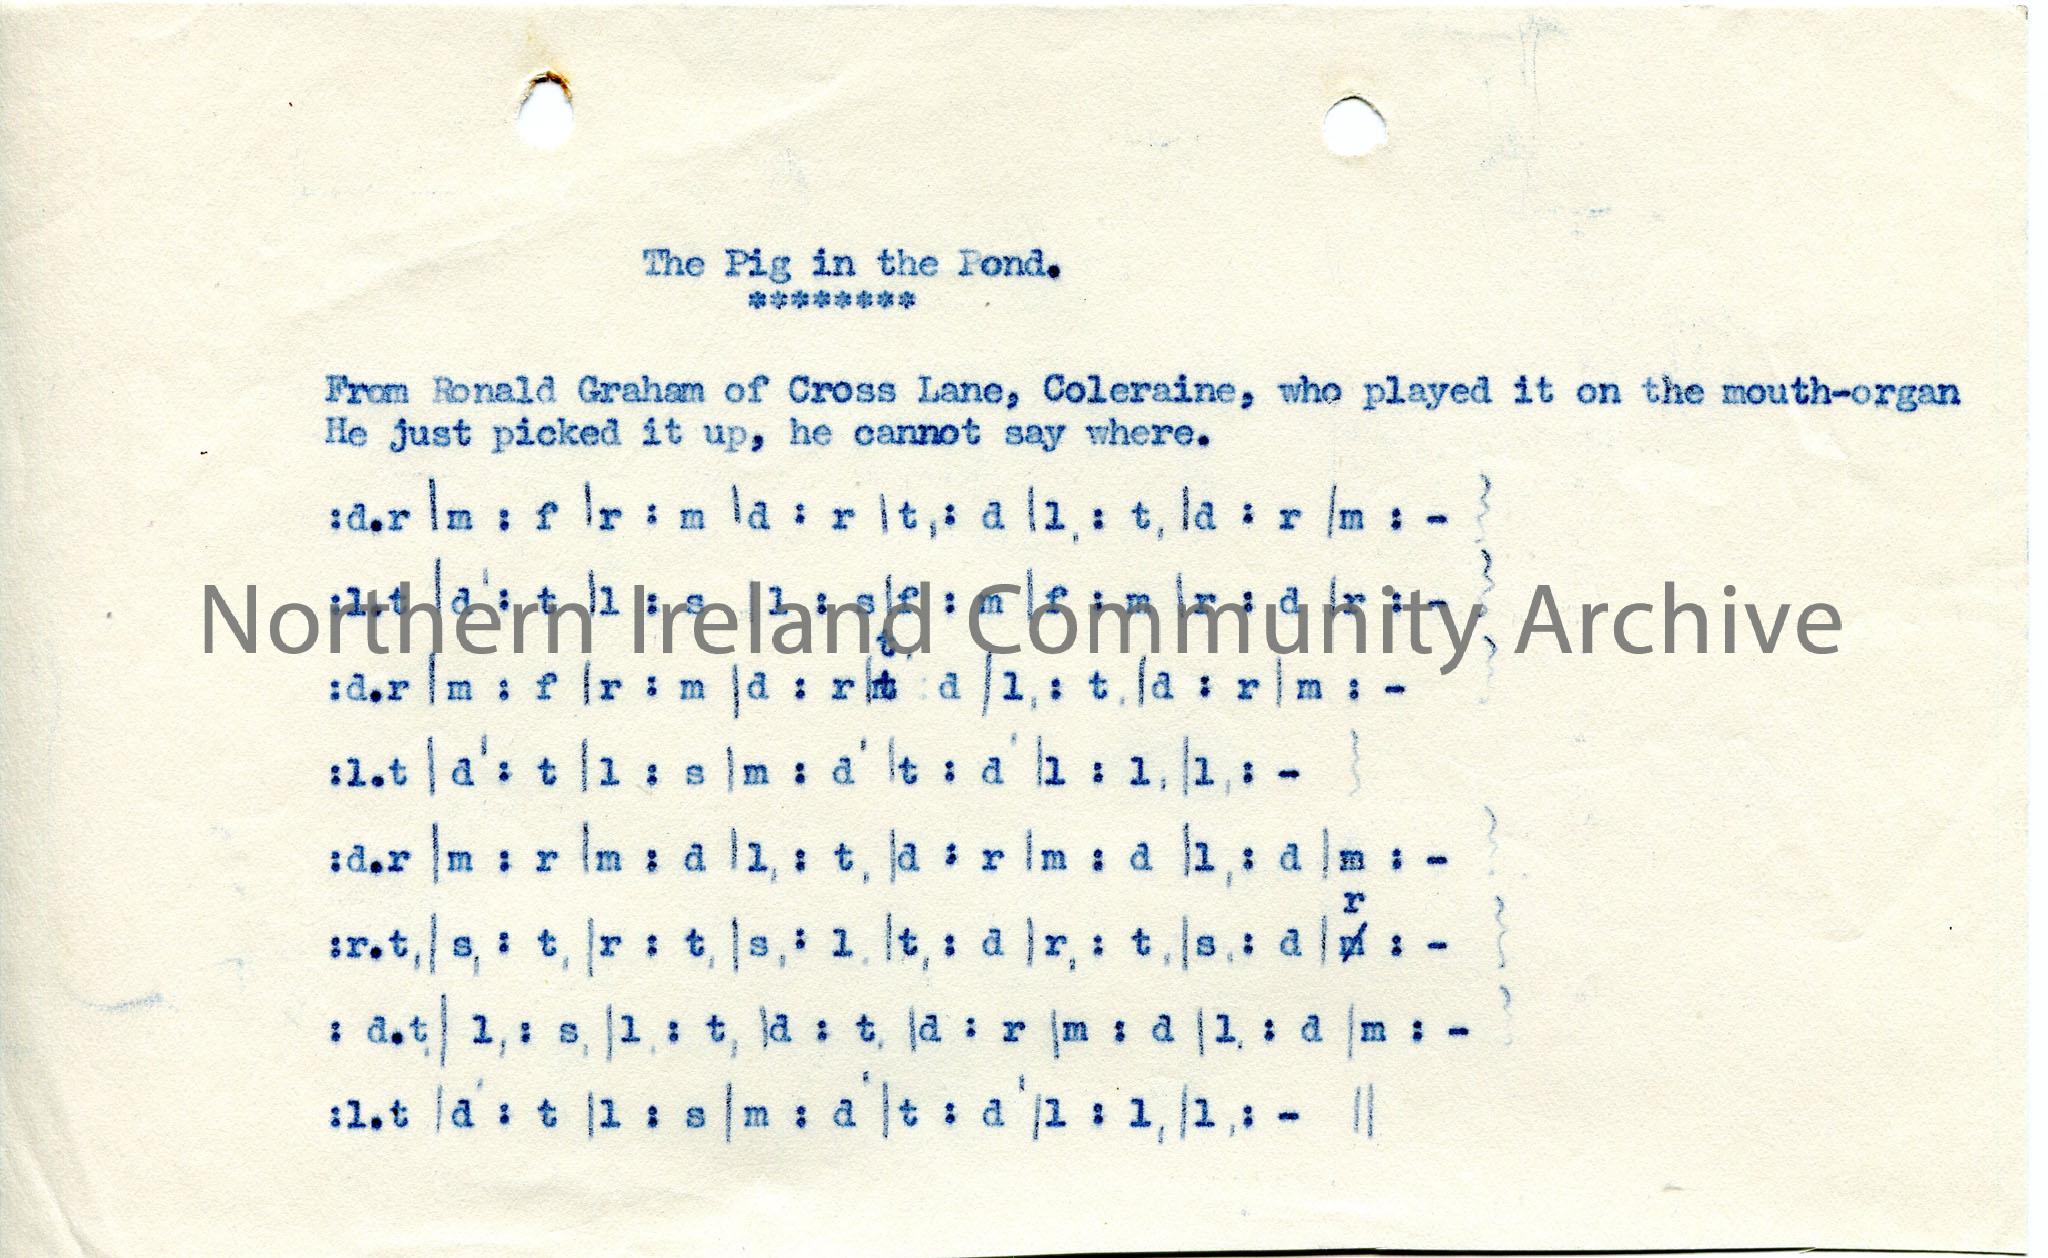 The Pig in the Pond.
********
From Ronald Graham of Cross Lane, Coleraine, who played it on the mouth-organ
He just picked it up, he cannot say where.
:d.r |m : f |r : m |d : r |t, : d |l, : t, |d : r |m : - }
:l.t |d' : t |l : s |l : s |f : m |f : m |r : d |r : - }
Northern Ireland Community Archive
t,
:d.r |m : f |r : m |d : r | : d |l, : t, |d : r |m : - }
:l.t |d' : t |l : s |m : d' |t : d' |l : l, |l, : - }
:d.r |m : r |m : d |l, : t, |d : r |m : d |l, : d |m : - }
r
:r.t, |s, : t, |r : t, |s, : l, |t, : d |r, : t, |s, : d |m : - }
: d.t, |l, : s, |l, : t, |d : t, |d : r |m : d |l, : d |m : - }
:l.t |d' : t |l : s |m : d' |t : d' |l : l, |l, : - ||